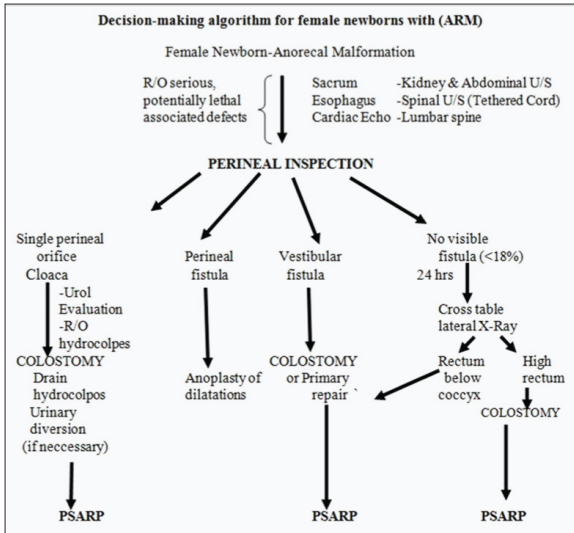 Decision-making algorithm for female newborns with (ARM)
Female Newborn-Anorecal Malformation
R/O serious,
potentially lethal
associated defects
Sacrum -Kidney & Abdominal U/S
Esophagus -Spinal U/S (Tethered Cord)
Cardiac Echo -Lumbar spine
PERINEAL INSPECTION
Single perineal
orifice
Cloaca
-Urol
Evaluation
-R/O
hydrocolpes
COLOSTOMY
Drain
hydrocolpos
Urinary
diversion
(if neccessary)
PSARP
Perineal
fistula
Anoplasty of
dilatations
Vestibular
fistula
COLOSTOMY
or Primary
repair `
PSARP
No visible
fistula (<18%)
24 hrs
Cross table
lateral X-Ray
Rectum
below
coccyx
High
rectum
COLOSTOMY
PSARP